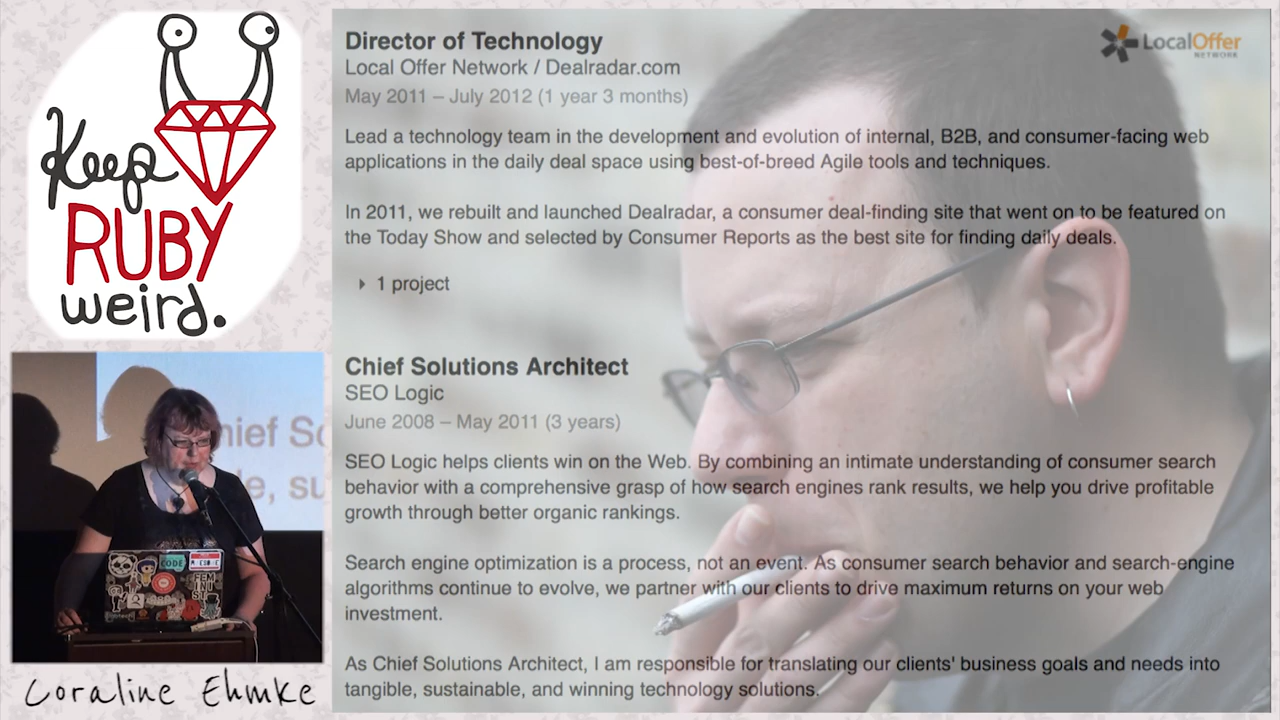 Keep
RUBY
weird.
Director of Technology
Local Offer Network / Dealradar.com
May 2011 – July 2012 (1 year 3 months)
LocalOffer
NETWORK
Lead a technology team in the development and evolution of internal, B2B, and consumer-facing web
applications in the daily deal space using best-of-breed Agile tools and techniques.
In 2011, we rebuilt and launched Dealradar, a consumer deal-finding site that went on to be featured on
the Today Show and selected by Consumer Reports as the best site for finding daily deals.
1 project
Chief Solutions Architect
SEO Logic
June 2008 – May 2011 (3 years)
SEO Logic helps clients win on the Web. By combining an intimate understanding of consumer search
behavior with a comprehensive grasp of how search engines rank results, we help you drive profitable
growth through better organic rankings.
Search engine optimization is a process, not an event. As consumer search behavior and search-engine
algorithms continue to evolve, we partner with our clients to drive maximum returns on your web
investment.
As Chief Solutions Architect, I am responsible for translating our clients' business goals and needs into
tangible, sustainable, and winning technology solutions.
hief So
e, su
CODE
FEM
INI
ST
Coraline Ehmke